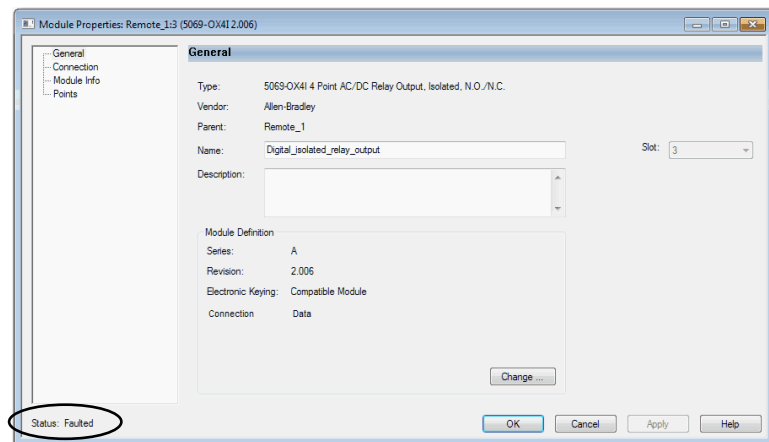 Module Properties: Remote_1:3 (5069-OX4I 2.006)
General
Connection
Module Info
Points
General
Type: 5069-OX4I 4 Point AC/DC Relay Output, Isolated, N.O./N.C.
Vendor: Allen-Bradley
Parent: Remote_1
Name: Digital_isolated_relay_output
Slot: 3
Description:
Module Definition
Series: A
Revision: 2.006
Electronic Keying: Compatible Module
Connection Data
Change ...
Status: Faulted
OK Cancel Apply Help